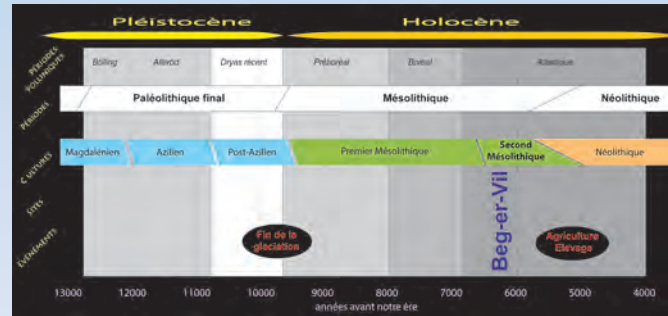 Pléistocène Holocène
PÉRIODES POLLINIQUES
Bölling Alleröd Dryas récent Préboréal Boréal Atlantique
PÉRIODES
Paléolithique final Mésolithique Néolithique
CULTURES
Magdalénien Azilien Post-Azilien Premier Mésolithique Second Mésolithique Néolithique
SITES
Beg-er-Vil
ÉVÉNEMENTS
Fin de la
glaciation
Agriculture
Elevage
13000 12000 11000 10000 9000 8000 7000 6000 5000 4000
années avant notre ère